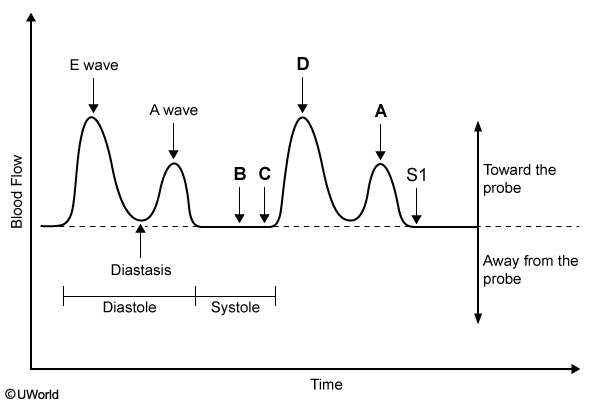 E wave
A wave
D
A
B
C
S1
Toward the
probe
Blood Flow
Away from the
probe
Diastasis
Diastole
Systole
Time
©UWorld